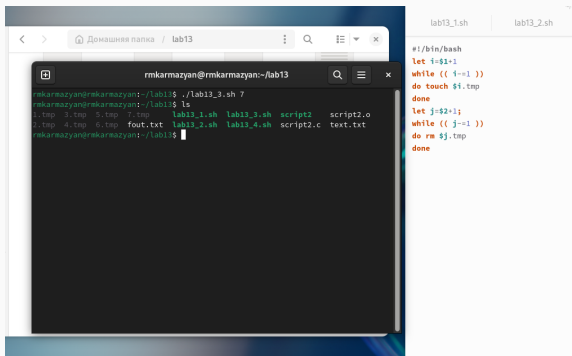 Домашняя папка / lab13
rmkarmazyan@rmkarmazyan:~/lab13
rmkarmazyan@rmkarmazyan:~/lab13$ ./lab13_3.sh 7
rmkarmazyan@rmkarmazyan:~/lab13$ ls
1.tmp 3.tmp 5.tmp 7.tmp lab13_1.sh lab13_3.sh script2 script2.o
2.tmp 4.tmp 6.tmp fout.txt lab13_2.sh lab13_4.sh script2.c text.txt
rmkarmazyan@rmkarmazyan:~/lab13$
lab13_1.sh lab13_2.sh
#!/bin/bash
let i=$1+1
while (( i-=1 ))
do touch $i.tmp
done
let j=$2+1;
while (( j-=1 ))
do rm $j.tmp
done